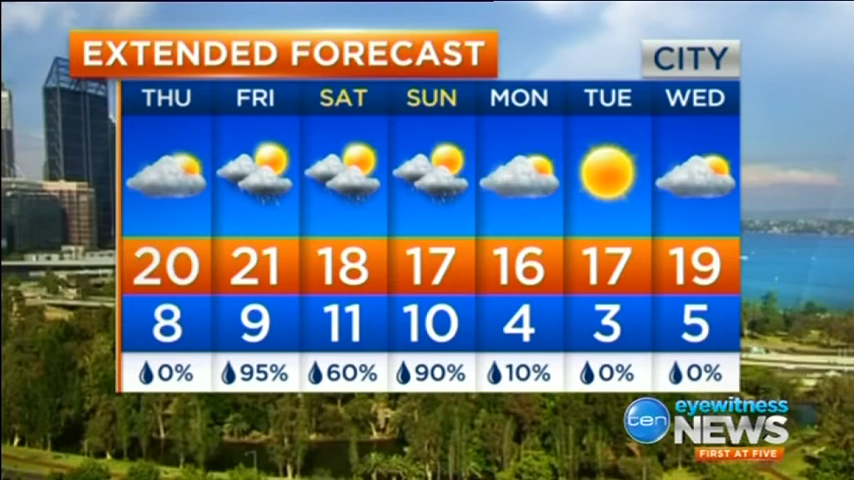 EXTENDED FORECAST
CITY
THU FRI SAT SUN MON TUE WED
20 21 18 17 16 17 19
8 9 11 10 4 3 5
0% 95% 60% 90% 10% 0% 0%
ten eyewitness
NEWS
FIRST AT FIVE